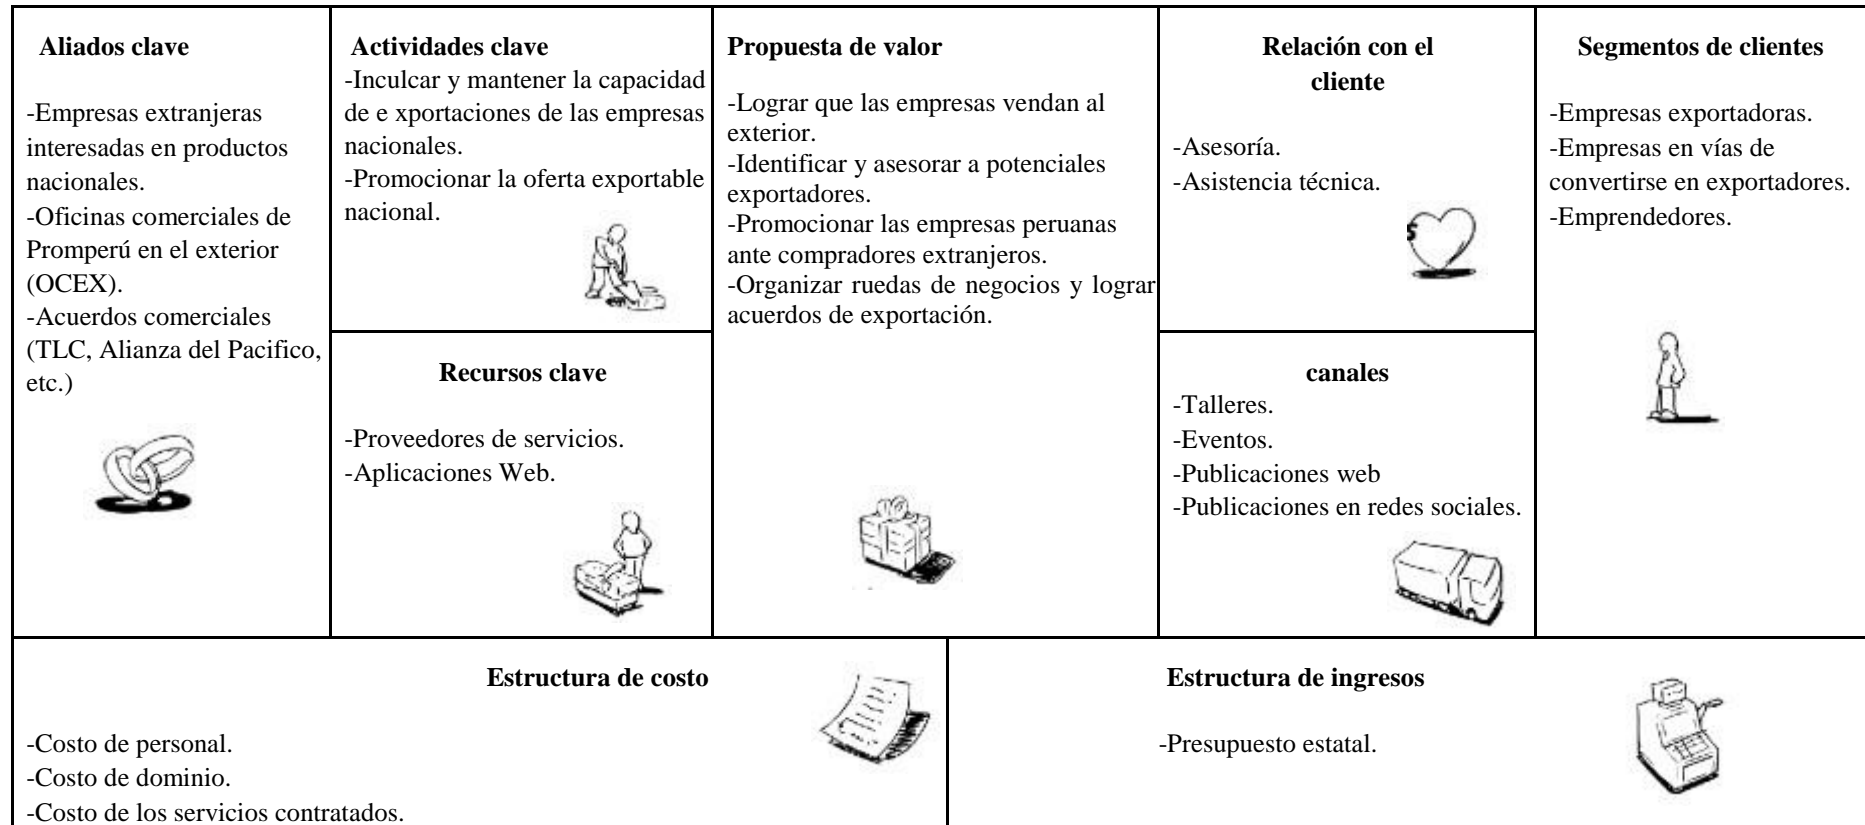 Aliados clave
-Empresas extranjeras
interesadas en productos
nacionales.
-Oficinas comerciales de
Promperú en el exterior
(OCEX).
-Acuerdos comerciales
(TLC, Alianza del Pacifico,
etc.)
Actividades clave
-Inculcar y mantener la capacidad
de e xportaciones de las empresas
nacionales.
-Promocionar la oferta exportable
nacional.
Recursos clave
-Proveedores de servicios.
-Aplicaciones Web.
Propuesta de valor
-Lograr que las empresas vendan al
exterior.
-Identificar y asesorar a potenciales
exportadores.
-Promocionar las empresas peruanas
ante compradores extranjeros.
-Organizar ruedas de negocios y lograr
acuerdos de exportación.
Relación con el
cliente
-Asesoría.
-Asistencia técnica.
canales
-Talleres.
-Eventos.
-Publicaciones web
-Publicaciones en redes sociales.
Segmentos de clientes
-Empresas exportadoras.
-Empresas en vías de
convertirse en exportadores.
-Emprendedores.
Estructura de costo
-Costo de personal.
-Costo de dominio.
-Costo de los servicios contratados.
Estructura de ingresos
-Presupuesto estatal.